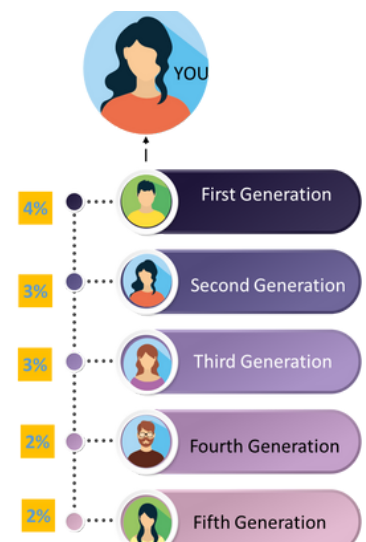 YOU
4%
First Generation
3%
Second Generation
3%
Third Generation
2%
Fourth Generation
2%
Fifth Generation